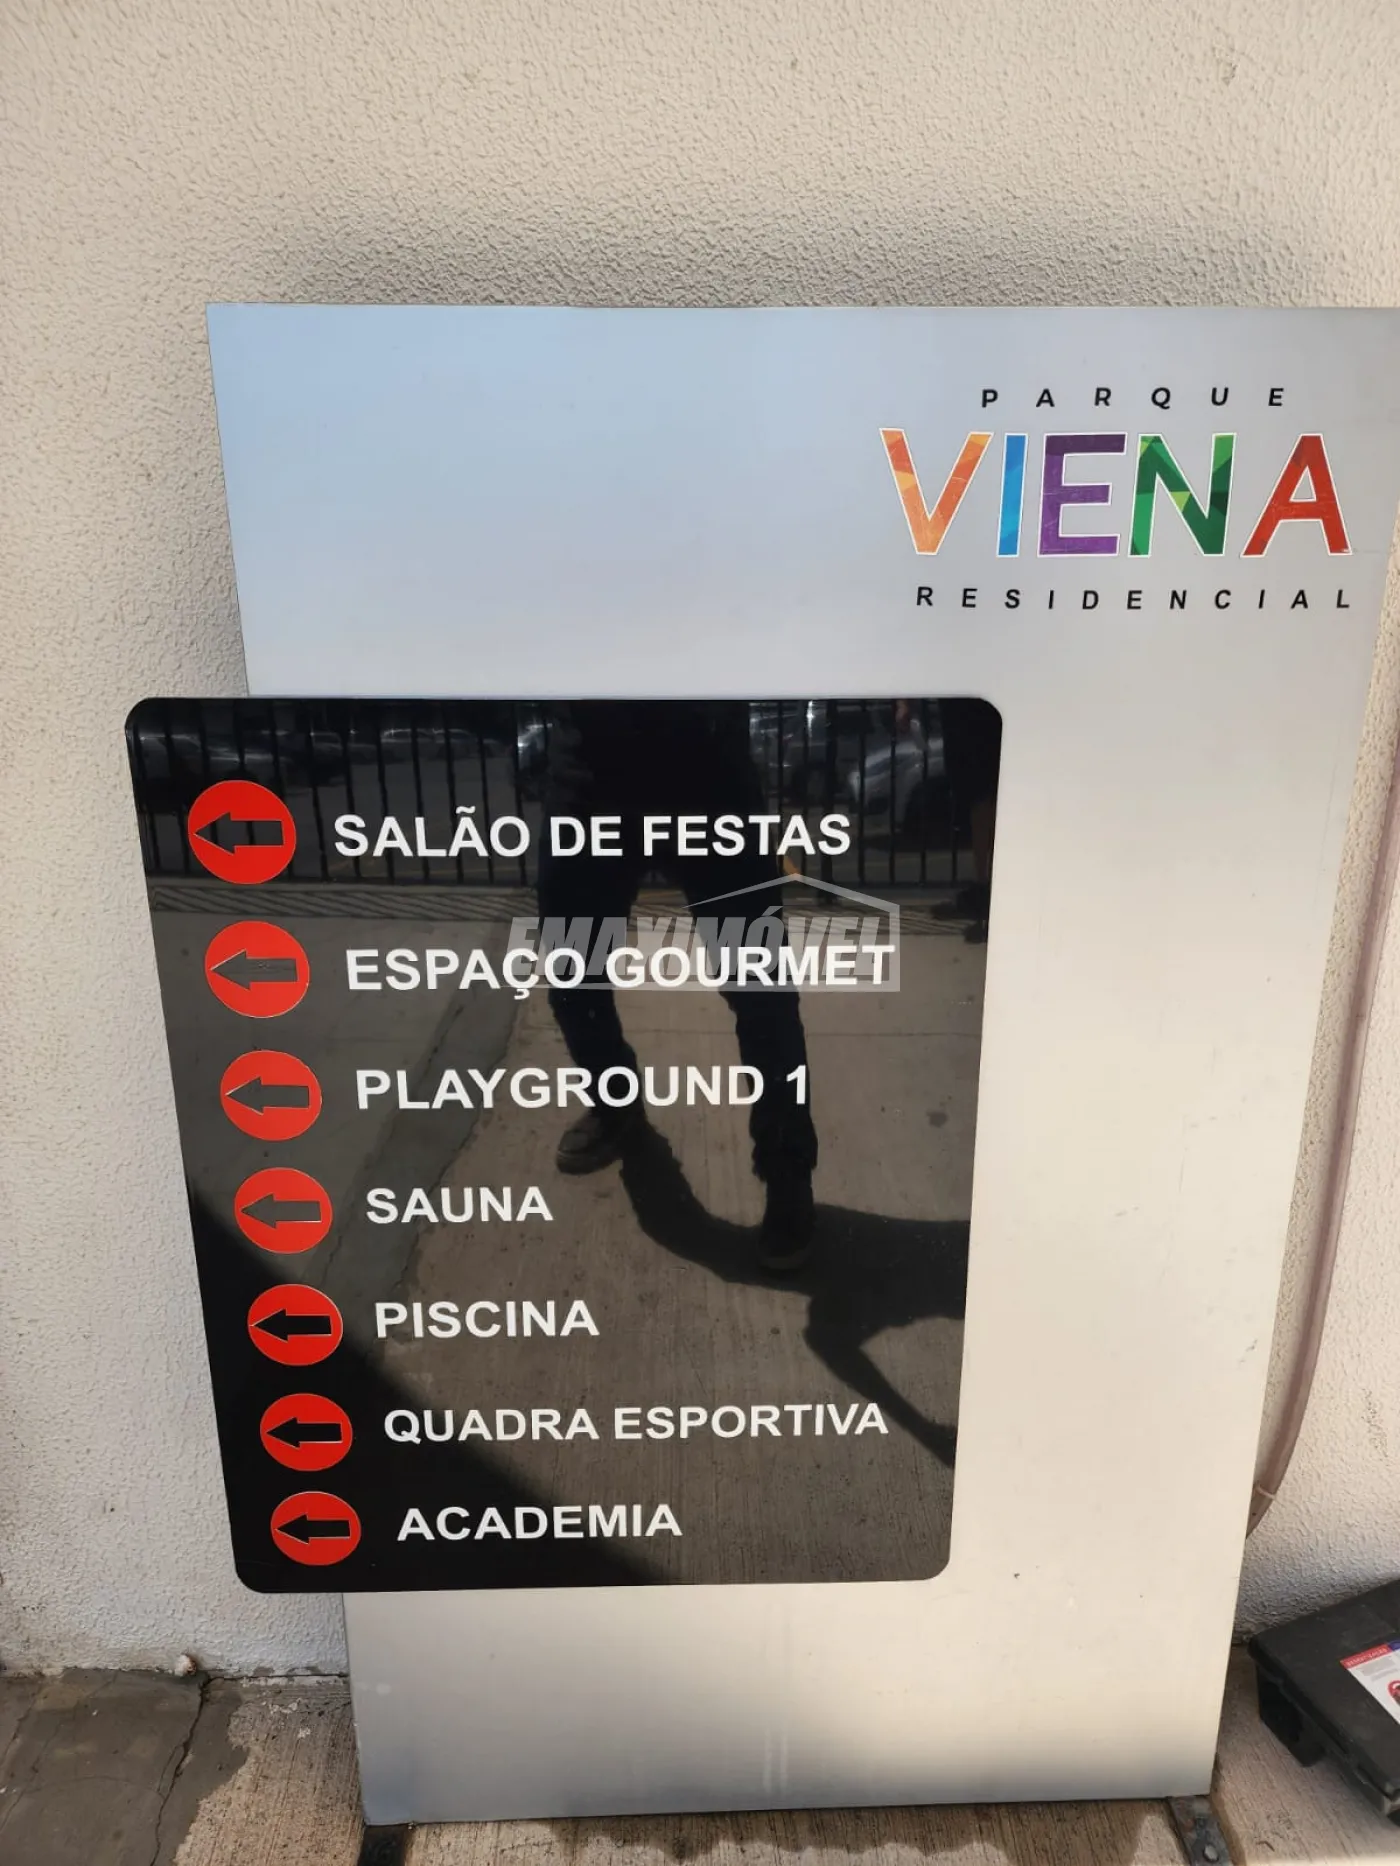 PARQUE
VIENA
RESIDENCIAL
SALÃO DE FESTAS
EMAXIMÓVEL
ESPAÇO GOURMET
PLAYGROUND 1
SAUNA
PISCINA
QUADRA ESPORTIVA
ACADEMIA